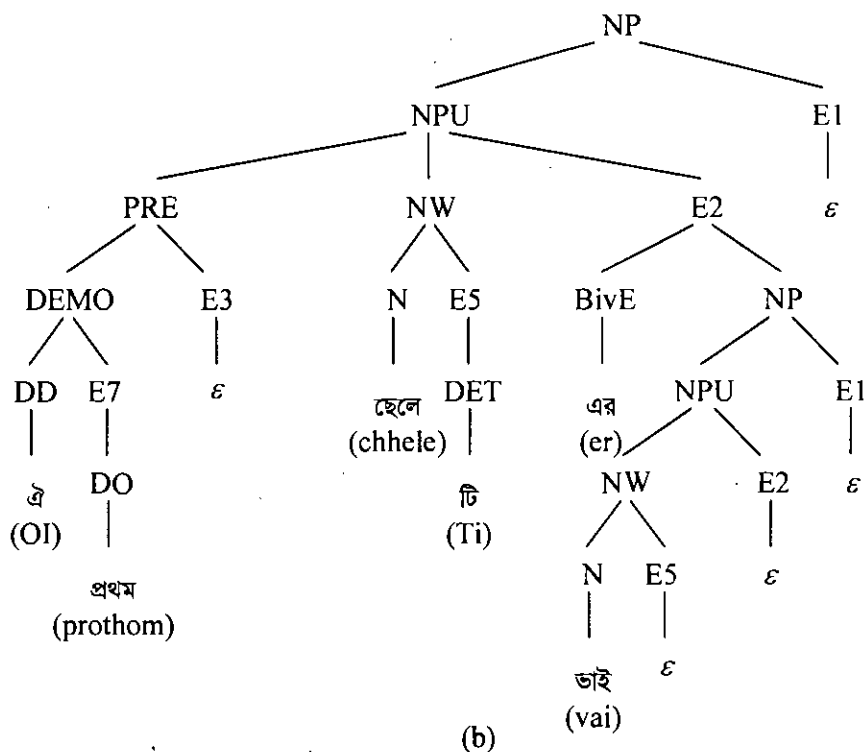 NP
NPU E1
PRE NW E2 ε
DEMO E3 N E5 BivE NP
DD E7 ε ছেলে DET এর NPU E1
(chhele) (er)
ঐ DO টি NW E2 ε
(OI) (Ti)
প্রথম N E5 ε
(prothom)
ভাই ε
(vai)
(b)